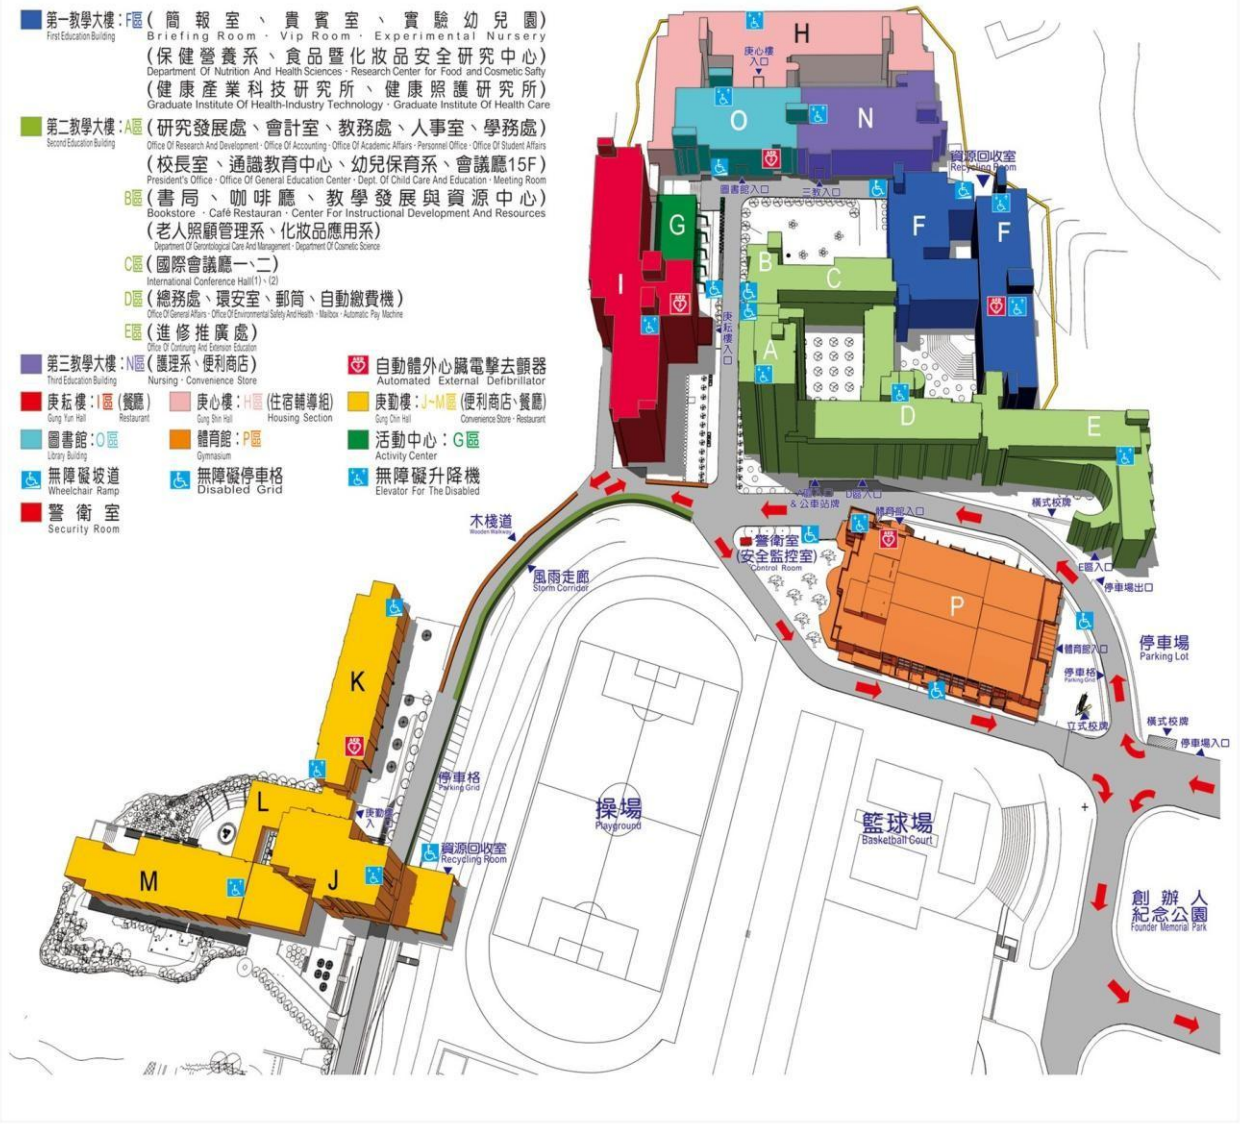 第一教學大樓：F區(簡報室、貴賓室、實驗幼兒園)
First Education Building Briefing Room · Vip Room · Experimental Nursery
(保健營養系、食品暨化妝品安全研究中心)
Department Of Nutrition And Health Sciences · Research Center for Food and Cosmetic Safty
(健康產業科技研究所、健康照護研究所)
Graduate Institute Of Health-Industry Technology · Graduate Institute Of Health Care
第二教學大樓：A區(研究發展處、會計室、教務處、人事室、學務處)
Second Education Building Office Of Research And Development · Office Of Accounting · Office Of Academic Affairs · Personnel Office · Office Of Student Affairs
(校長室、通識教育中心、幼兒保育系、會議廳15F)
President's Office · Office Of General Education Center · Dept. Of Child Care And Education · Meeting Room
B區(書局、咖啡廳、教學發展與資源中心)
Bookstore · Café Restauran · Center For Instructional Development And Resources
(老人照顧管理系、化妝品應用系)
Department Of Gerontological Care And Management · Department Of Cosmetic Science
C區(國際會議廳一、二)
International Conference Hall(1)、(2)
D區(總務處、環安室、郵筒、自動繳費機)
Office Of General Affairs · Office Of Environmental Safety And Health · Mailbox · Automatic Pay Machine
E區(進修推廣處)
Office Of Continuing And Extension Education
第三教學大樓：N區(護理系、便利商店)
Third Education Building Nursing · Convenience Store
自動體外心臟電擊去顫器
Automated External Defibrillator
庚耘樓：I區(餐廳)
Gung Yun Hall Restaurant
庚心樓：H區(住宿輔導組)
Gung Shin Hall Housing Section
庚勤樓：J~M區(便利商店、餐廳)
Gung Chin Hall Convenience Store · Restaurant
圖書館：O區
Library Building
體育館：P區
Gymnasium
活動中心：G區
Activity Center
無障礙坡道
Wheelchair Ramp
無障礙停車格
Disabled Grid
無障礙升降機
Elevator For The Disabled
警衛室
Security Room
H
庚心樓
入口
O
N
AED
資源回收室
Recycling Room
圖書館入口
三教入口
G
F
F
B
C
I
AED
AED
庚耘樓入口
A
D
E
D區入口
& 公車站牌
橫式校牌
體育館入口
木棧道
Wooden Walkway
警衛室
(安全監控室)
Control Room
AED
E區入口
停車場出口
風雨走廊
Storm Corridor
P
停車場
Parking Lot
體育館入口
停車格
Parking Grid
K
立式校牌
橫式校牌
停車場入口
AED
停車格
Parking Grid
L
操場
Playground
籃球場
Basketball Court
資源回收室
Recycling Room
M
J
創辦人
紀念公園
Founder Memorial Park